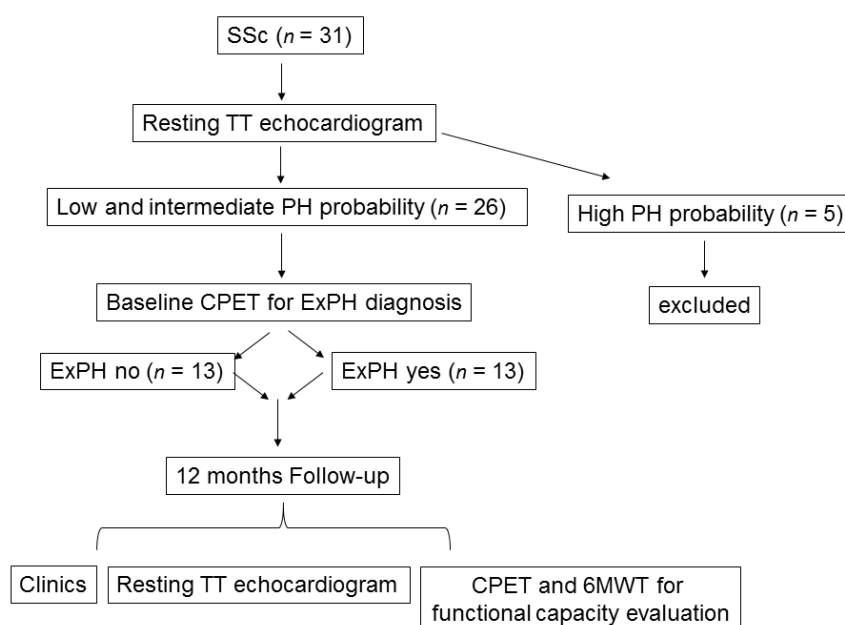 SSc (n = 31)
Resting TT echocardiogram
Low and intermediate PH probability (n = 26)
High PH probability (n = 5)
Baseline CPET for ExPH diagnosis
excluded
ExPH no (n = 13)
ExPH yes (n = 13)
12 months Follow-up
Clinics
Resting TT echocardiogram
CPET and 6MWT for
functional capacity evaluation